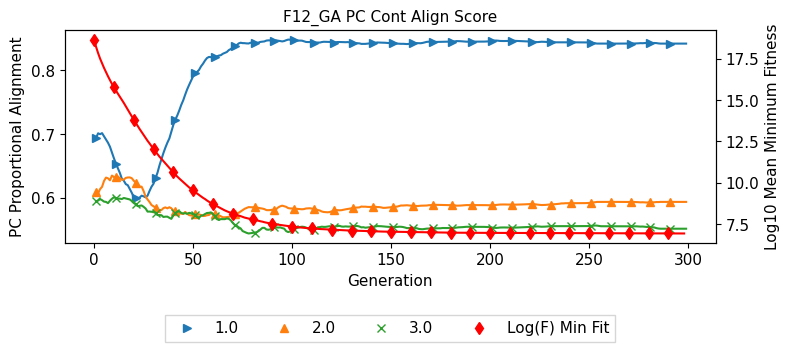 F12_GA PC Cont Align Score
PC Proportional Alignment
0.8
0.7
0.6
17.5
15.0
12.5
10.0
7.5
Log10 Mean Minimum Fitness
0 50 100 150 200 250 300
Generation
1.0 2.0 3.0 Log(F) Min Fit